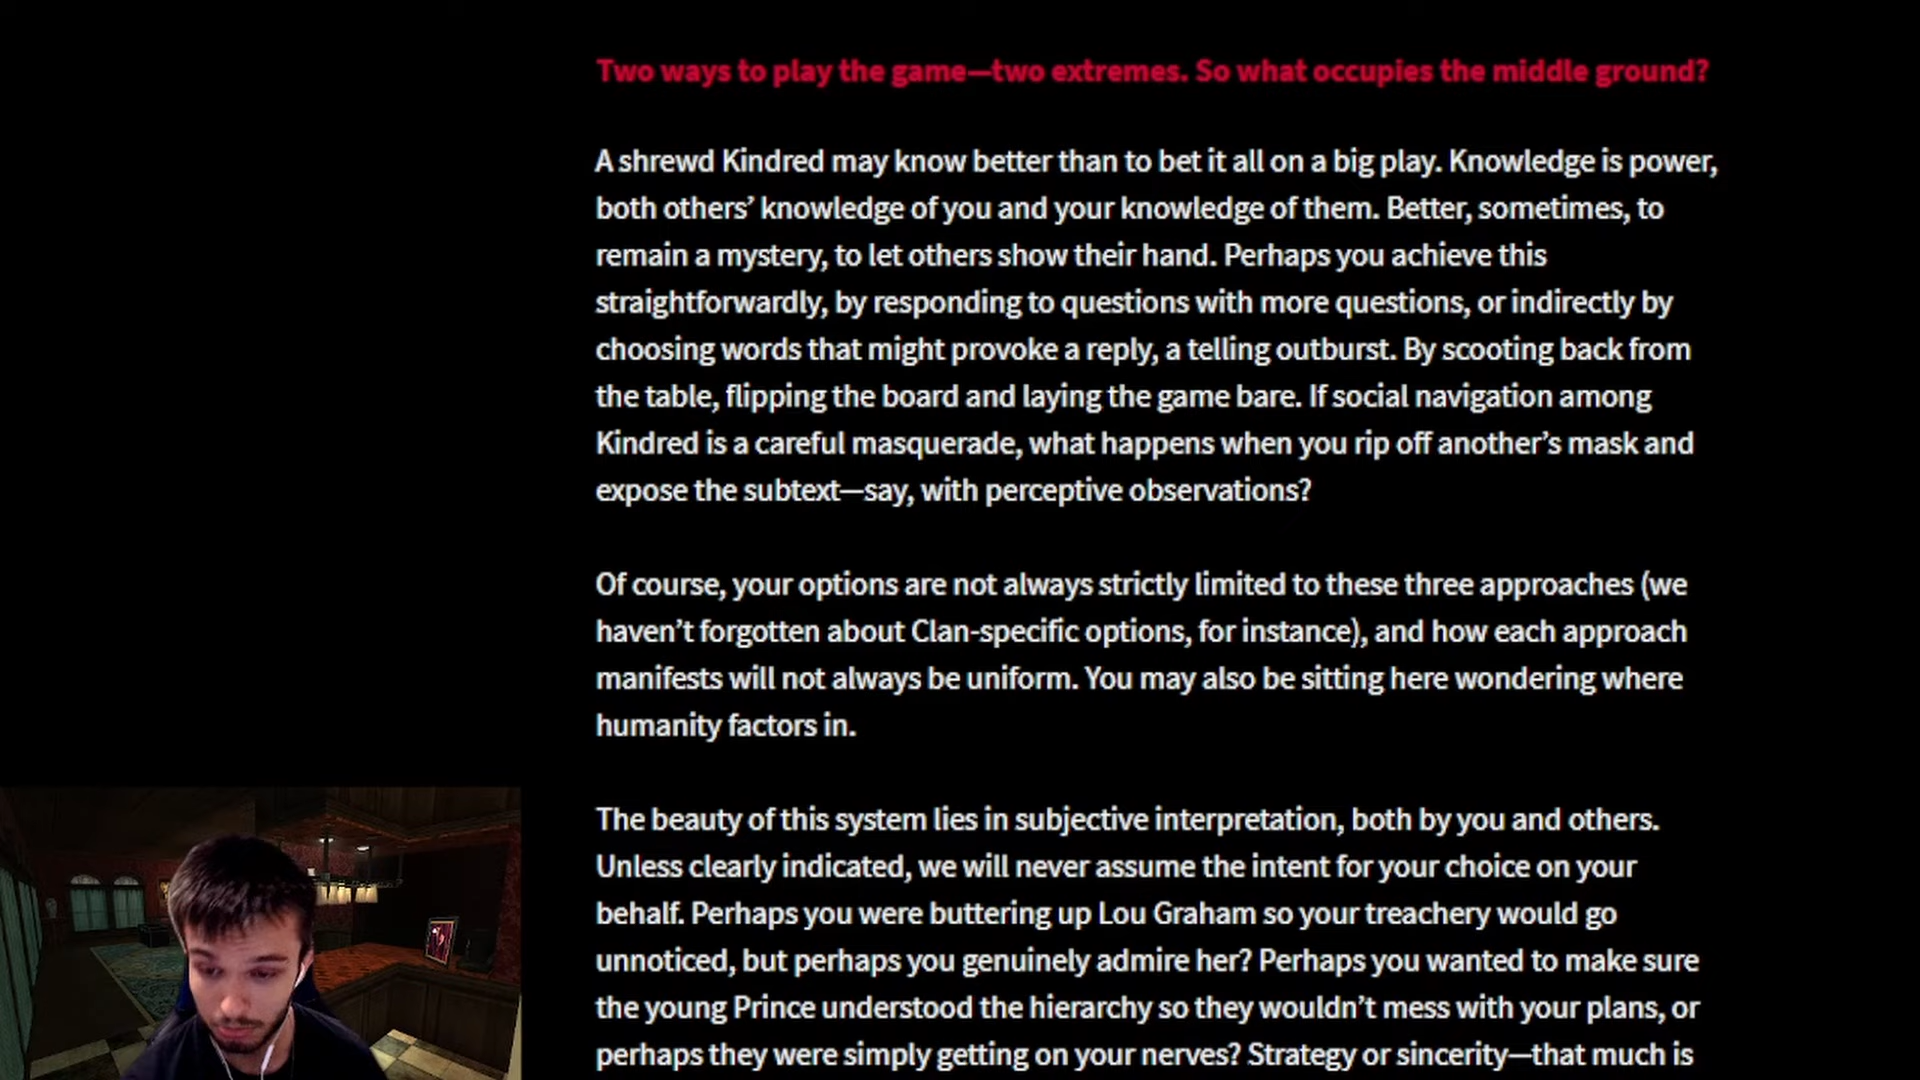 Two ways to play the game—two extremes. So what occupies the middle ground?
A shrewd Kindred may know better than to bet it all on a big play. Knowledge is power,
both others’ knowledge of you and your knowledge of them. Better, sometimes, to
remain a mystery, to let others show their hand. Perhaps you achieve this
straightforwardly, by responding to questions with more questions, or indirectly by
choosing words that might provoke a reply, a telling outburst. By scooting back from
the table, flipping the board and laying the game bare. If social navigation among
Kindred is a careful masquerade, what happens when you rip off another’s mask and
expose the subtext—say, with perceptive observations?
Of course, your options are not always strictly limited to these three approaches (we
haven’t forgotten about Clan-specific options, for instance), and how each approach
manifests will not always be uniform. You may also be sitting here wondering where
humanity factors in.
The beauty of this system lies in subjective interpretation, both by you and others.
Unless clearly indicated, we will never assume the intent for your choice on your
behalf. Perhaps you were buttering up Lou Graham so your treachery would go
unnoticed, but perhaps you genuinely admire her? Perhaps you wanted to make sure
the young Prince understood the hierarchy so they wouldn’t mess with your plans, or
perhaps they were simply getting on your nerves? Strategy or sincerity—that much is